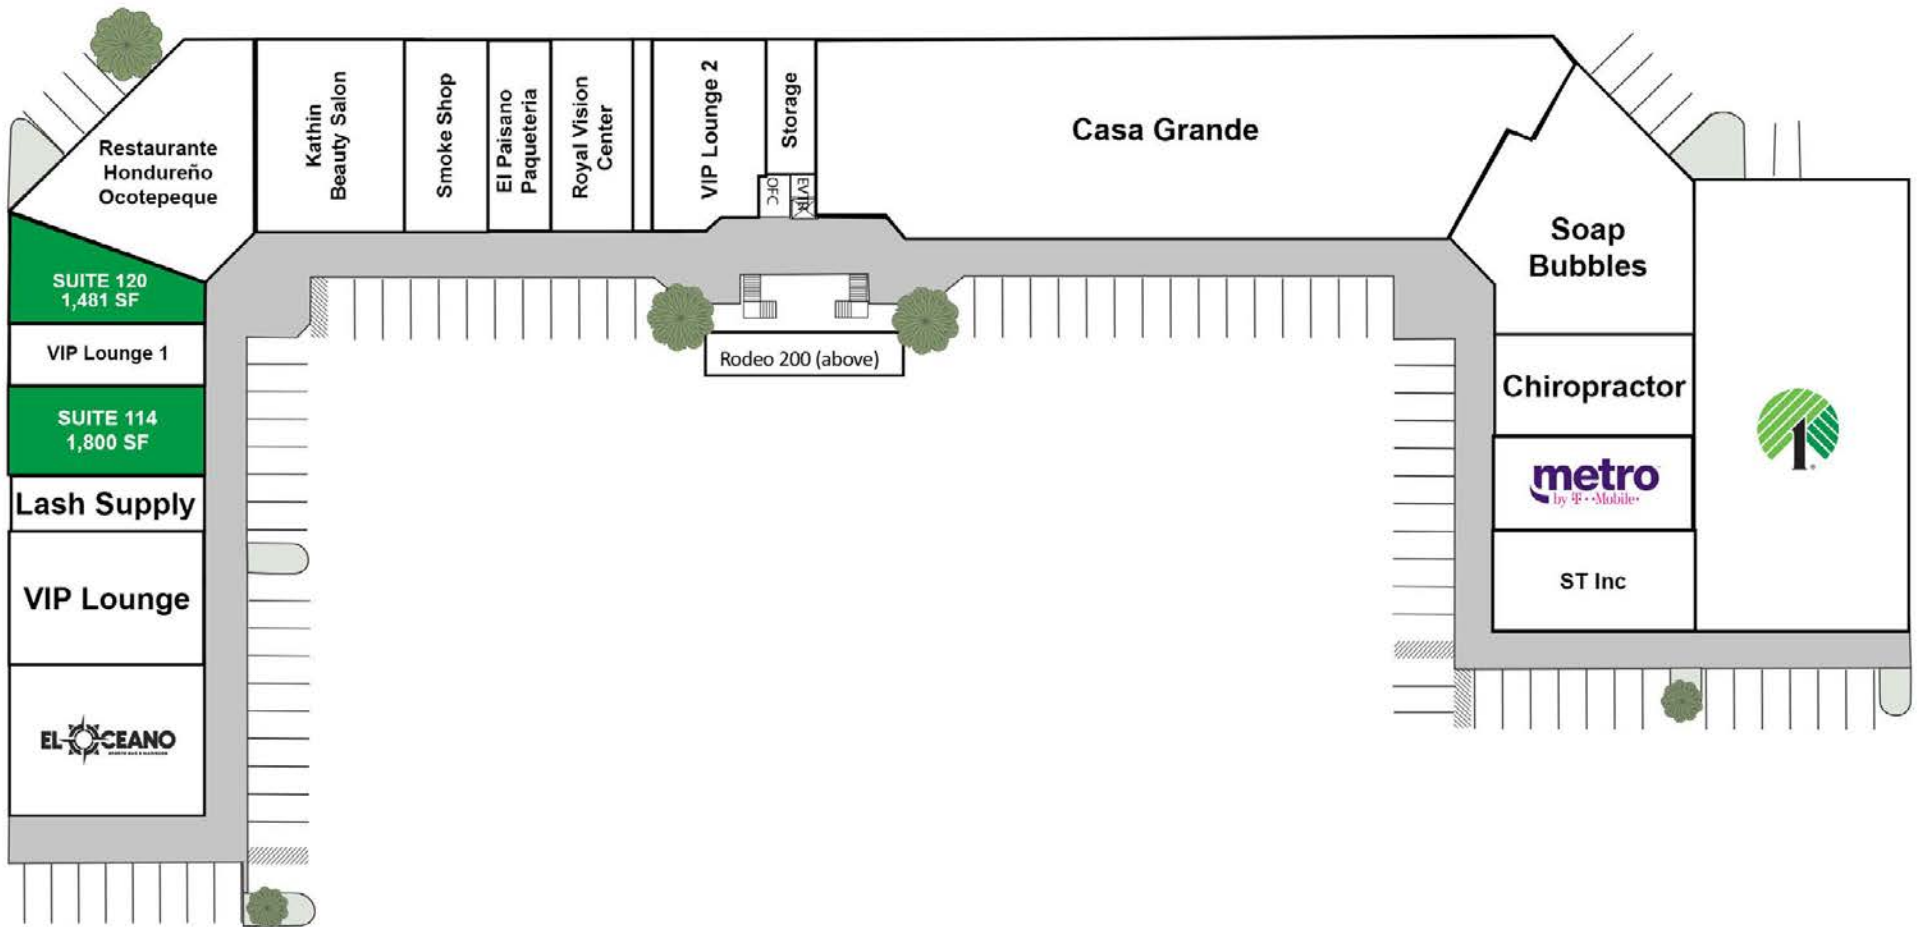 Restaurante
Hondureño
Ocotepeque
Kathin
Beauty Salon
Smoke Shop
El Paisano
Paqueteria
Royal Vision
Center
VIP Lounge 2
Storage
OFC
Casa Grande
Soap
Bubbles
SUITE 120
1,481 SF
VIP Lounge 1
SUITE 114
1,800 SF
Lash Supply
VIP Lounge
EL OCEANO
Rodeo 200 (above)
Chiropractor
metro
by T-Mobile
ST Inc
1